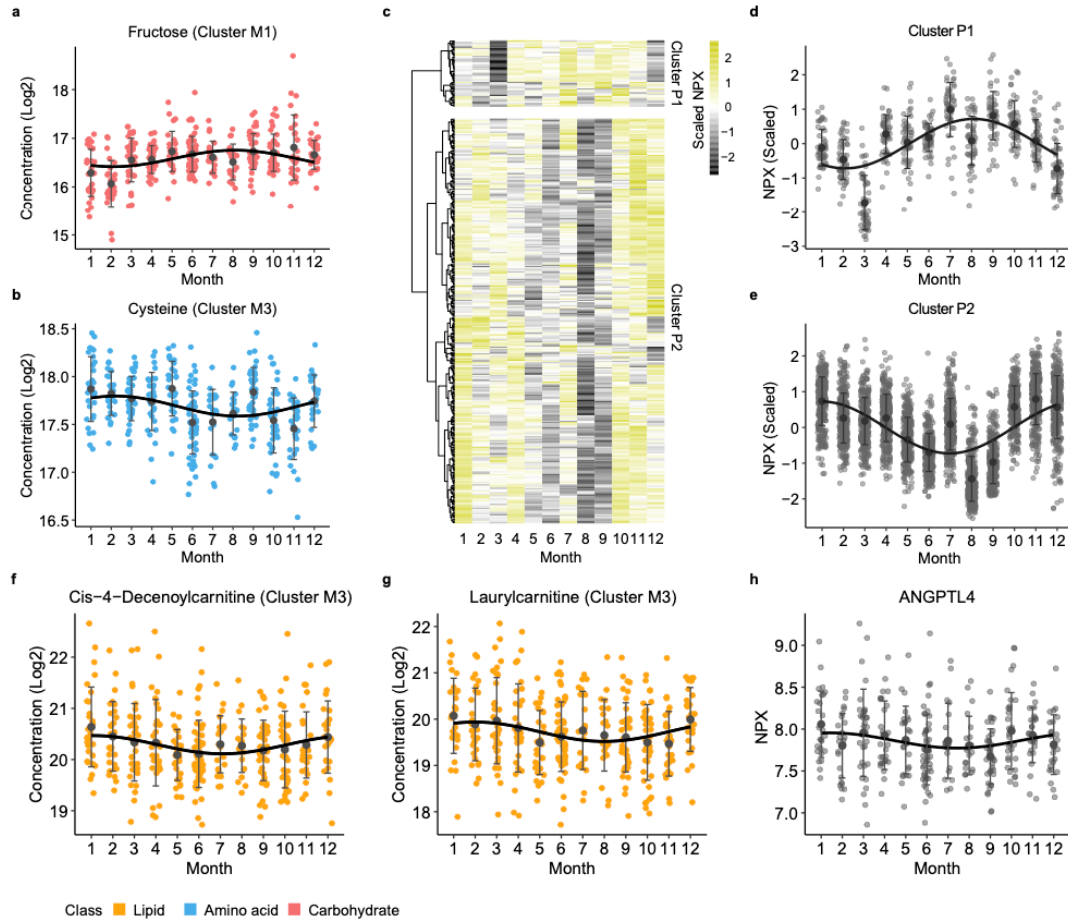 a
Fructose (Cluster M1)
Concentration (Log2)
18
17
16
15
1 2 3 4 5 6 7 8 9 10 11 12
Month
b
Cysteine (Cluster M3)
Concentration (Log2)
18.5
18.0
17.5
17.0
16.5
1 2 3 4 5 6 7 8 9 10 11 12
Month
c
Cluster P1
Cluster P2
Scaled NPX
2
1
0
−1
−2
1 2 3 4 5 6 7 8 9 10 11 12
Month
d
Cluster P1
NPX (Scaled)
2
1
0
−1
−2
−3
1 2 3 4 5 6 7 8 9 10 11 12
Month
e
Cluster P2
NPX (Scaled)
2
1
0
−1
−2
1 2 3 4 5 6 7 8 9 10 11 12
Month
f
Cis−4−Decenoylcarnitine (Cluster M3)
Concentration (Log2)
22
21
20
19
1 2 3 4 5 6 7 8 9 10 11 12
Month
g
Laurylcarnitine (Cluster M3)
Concentration (Log2)
22
21
20
19
18
1 2 3 4 5 6 7 8 9 10 11 12
Month
h
ANGPTL4
NPX
9.0
8.5
8.0
7.5
7.0
1 2 3 4 5 6 7 8 9 10 11 12
Month
Class Lipid Amino acid Carbohydrate